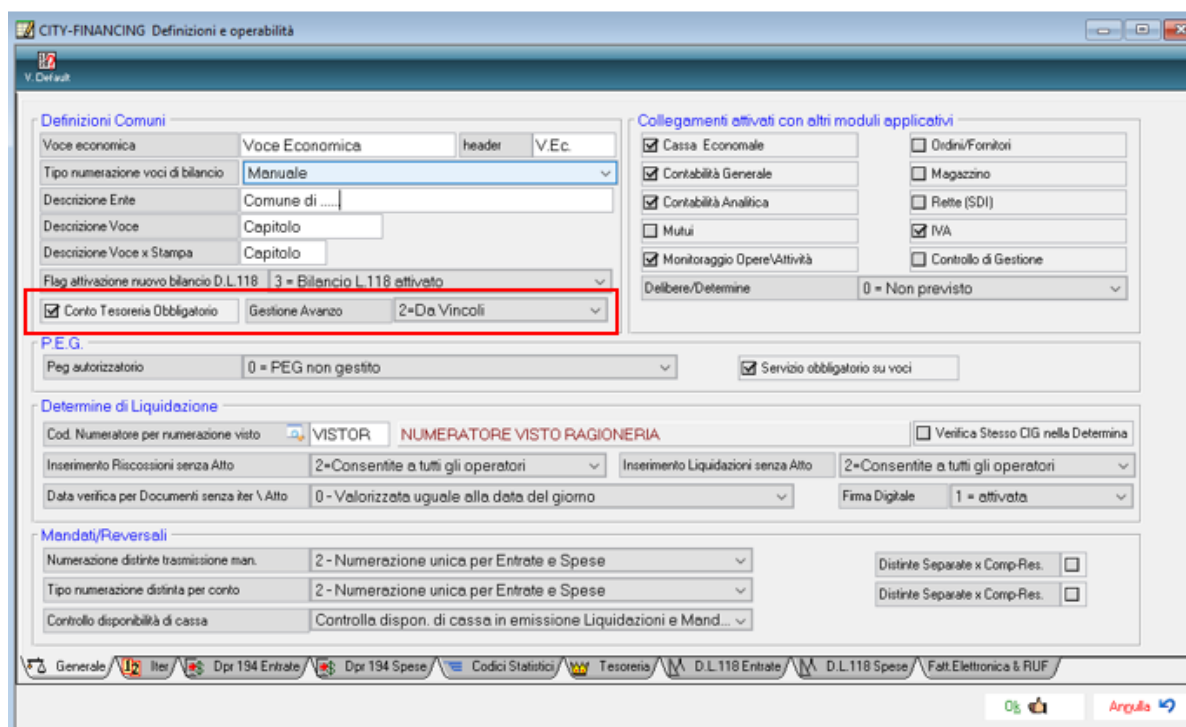 CITY-FINANCING Definizioni e operabilità
V. Default
Definizioni Comuni
Voce economica Voce Economica header V.Ec.
Tipo numerazione voci di bilancio Manuale
Descrizione Ente Comune di .....
Descrizione Voce Capitolo
Descrizione Voce x Stampa Capitolo
Flag attivazione nuovo bilancio D.L.118 3 = Bilancio L.118 attivato
Conto Tesoreria Obbligatorio Gestione Avanzo 2=Da Vincoli
Collegamenti attivati con altri moduli applicativi
Cassa Economale Ordini/Fornitori
Contabilità Generale Magazzino
Contabilità Analitica Rette (SDI)
Mutui IVA
Monitoraggio Opere\Attività Controllo di Gestione
Delibere/Determine 0 = Non previsto
P.E.G.
Peg autorizzatorio 0 = PEG non gestito Servizio obbligatorio su voci
Determine di Liquidazione
Cod. Numeratore per numerazione visto VISTOR NUMERATORE VISTO RAGIONERIA Verifica Stesso CIG nella Determina
Inserimento Riscossioni senza Atto 2=Consentite a tutti gli operatori Inserimento Liquidazioni senza Atto 2=Consentite a tutti gli operatori
Data verifica per Documenti senza iter \ Atto 0 - Valorizzata uguale alla data del giorno Firma Digitale 1 = attivata
Mandati/Reversali
Numerazione distinte trasmissione man. 2 - Numerazione unica per Entrate e Spese Distinte Separate x Comp-Res.
Tipo numerazione distinta per conto 2 - Numerazione unica per Entrate e Spese Distinte Separate x Comp-Res.
Controllo disponibilità di cassa Controlla dispon. di cassa in emissione Liquidazioni e Mand...
Generale Iter Dpr 194 Entrate Dpr 194 Spese Codici Statistici Tesoreria D.L.118 Entrate D.L.118 Spese Fatt.Elettronica & RUF
Ok Annulla